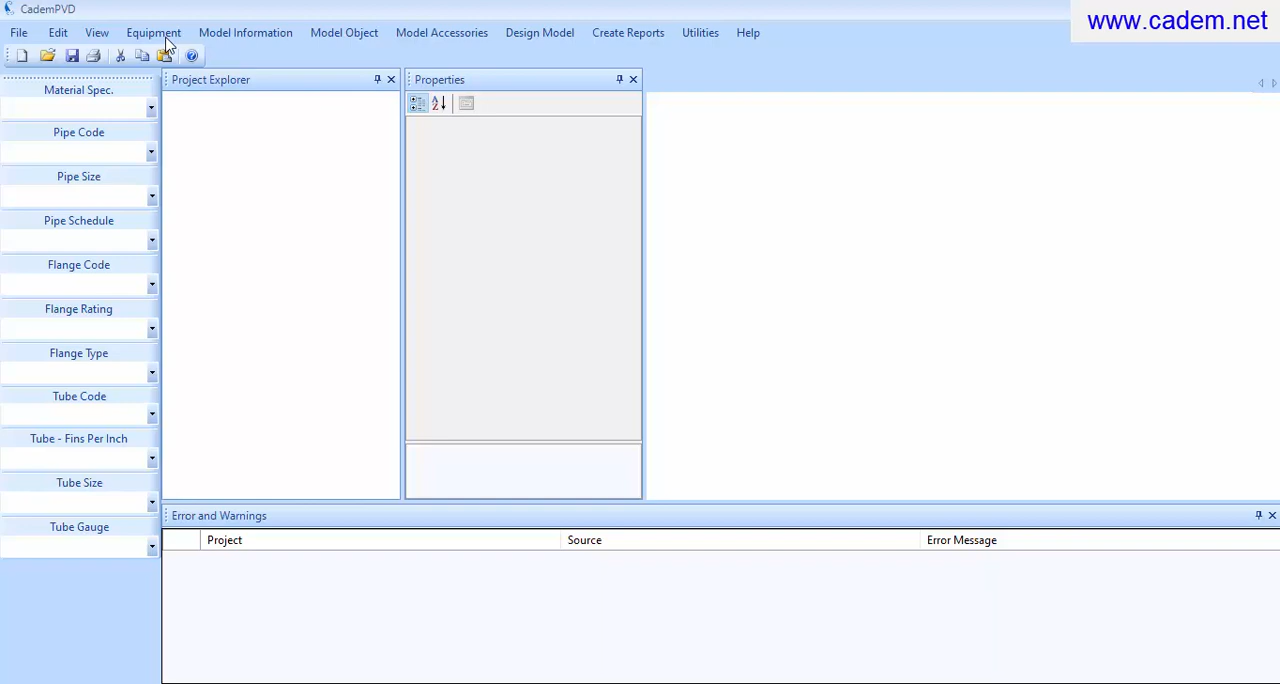 CademPVD
www.cadem.net
File Edit View Equipment Model Information Model Object Model Accessories Design Model Create Reports Utilities Help
Material Spec.
Pipe Code
Pipe Size
Pipe Schedule
Flange Code
Flange Rating
Flange Type
Tube Code
Tube - Fins Per Inch
Tube Size
Tube Gauge
Project Explorer
Properties
Error and Warnings
Project Source Error Message